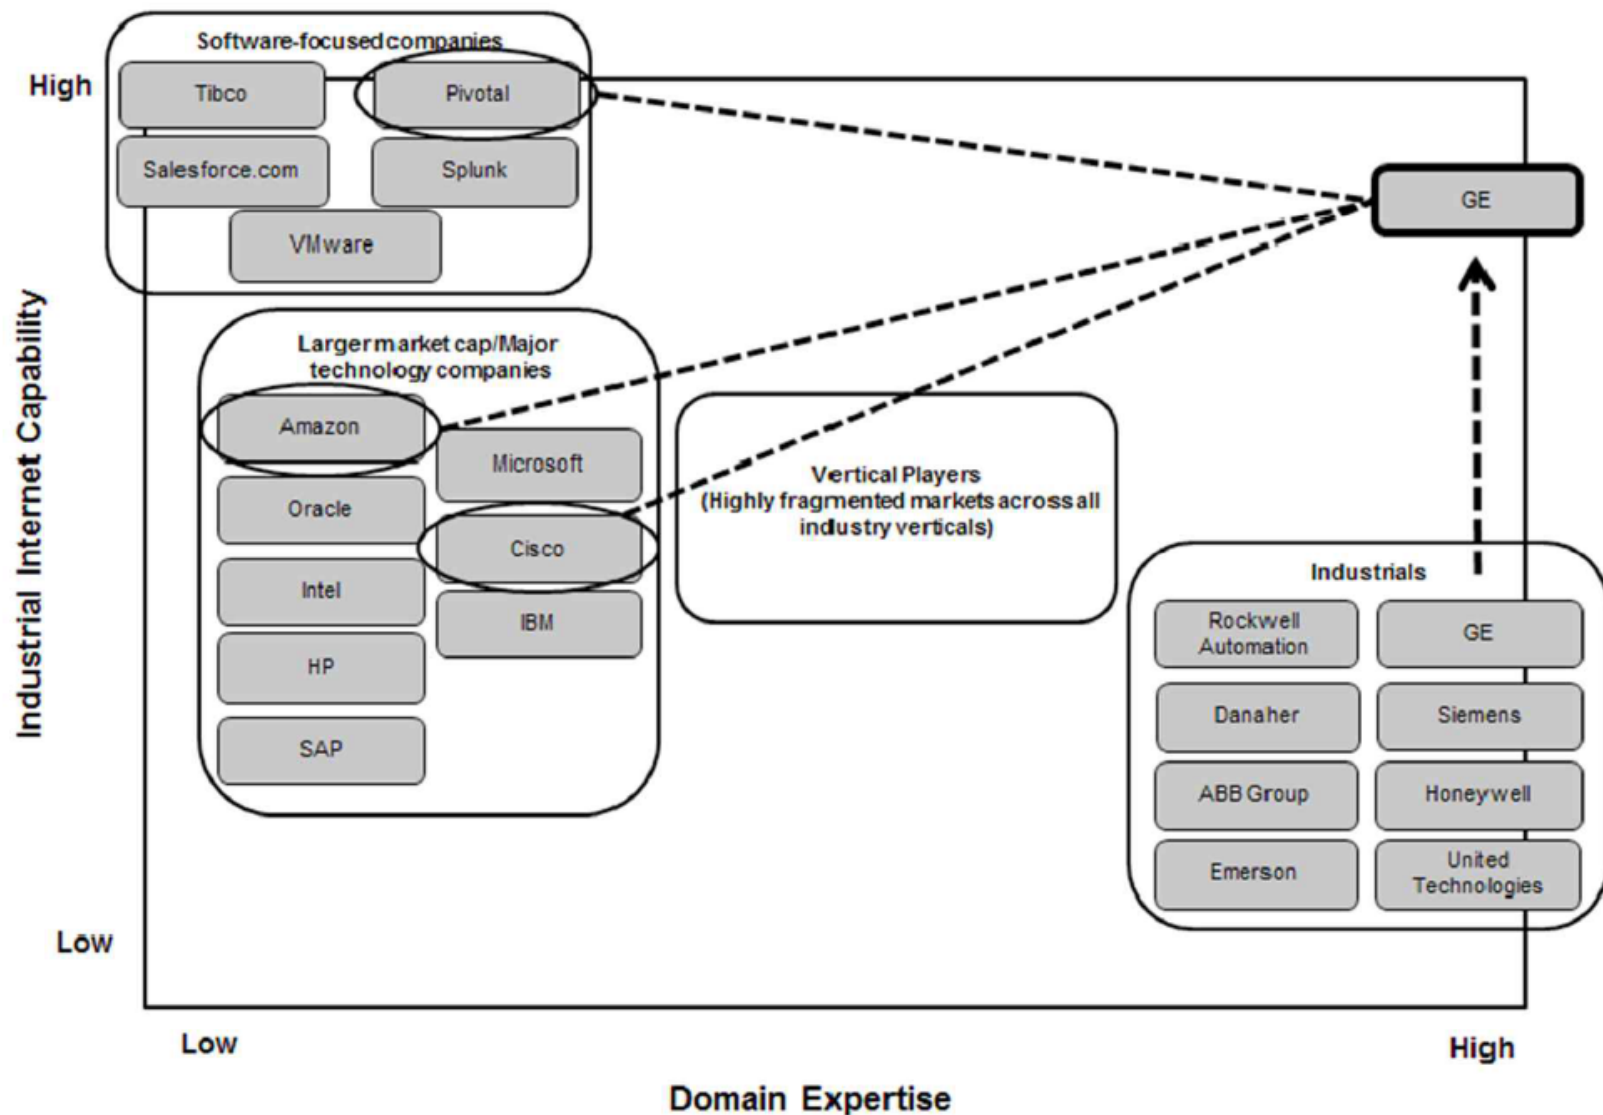 Software-focused companies
High
Tibco
Pivotal
Salesforce.com
Splunk
VMware
GE
Industrial Internet Capability
Larger market cap/Major
technology companies
Amazon
Microsoft
Oracle
Cisco
Intel
IBM
HP
SAP
Vertical Players
(Highly fragmented markets across all
industry verticals)
Industrials
Rockwell
Automation
GE
Danaher
Siemens
ABB Group
Honeywell
Emerson
United
Technologies
Low
Low
High
Domain Expertise